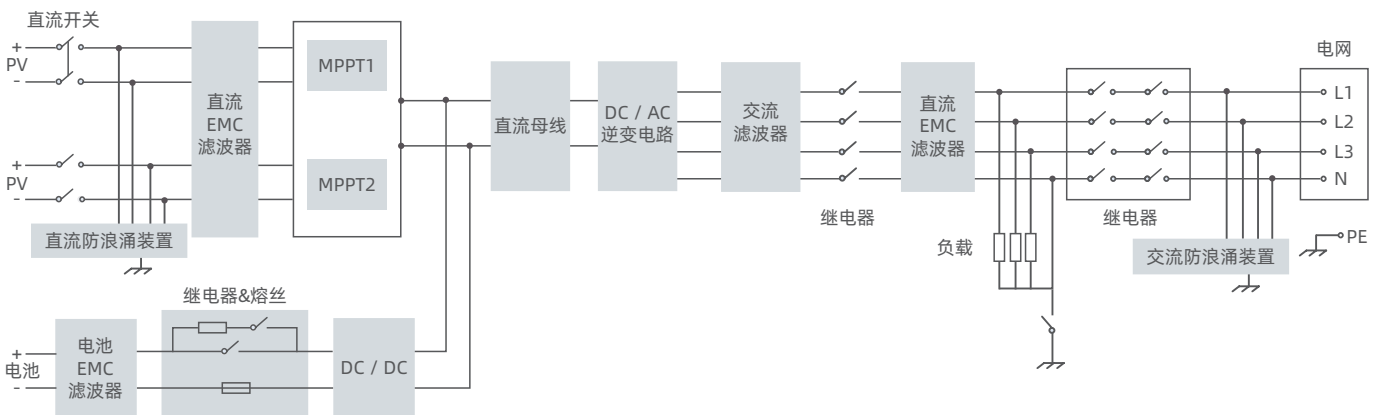 直流开关
+
PV
-
+
PV
-
直流防浪涌装置
直流
EMC
滤波器
MPPT1
MPPT2
直流母线
DC / AC
逆变电路
交流
滤波器
继电器
直流
EMC
滤波器
负载
继电器
交流防浪涌装置
电网
L1
L2
L3
N
PE
+
电池
-
电池
EMC
滤波器
继电器&熔丝
DC / DC